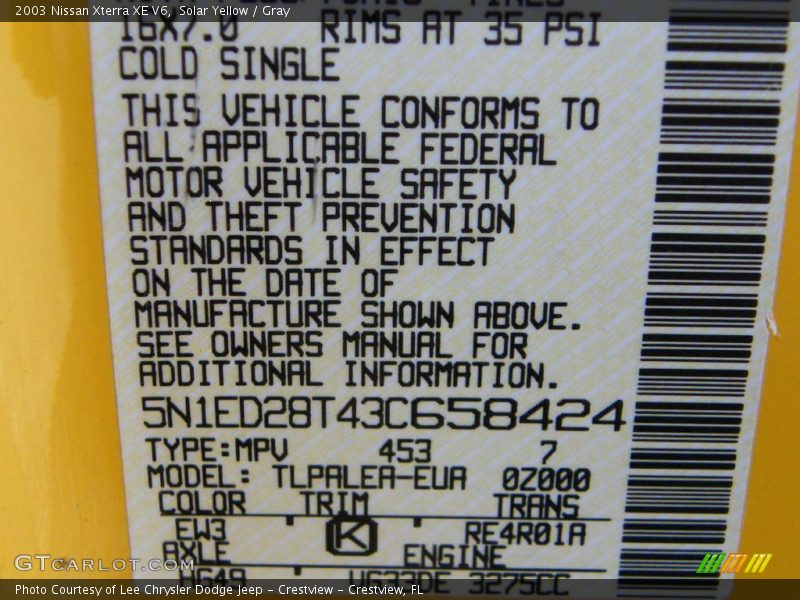 2003 Nissan Xterra XE V6, Solar Yellow / Gray
16X7.0 RIMS AT 35 PSI
COLD SINGLE
THIS VEHICLE CONFORMS TO
ALL APPLICABLE FEDERAL
MOTOR VEHICLE SAFETY
AND THEFT PREVENTION
STANDARDS IN EFFECT
ON THE DATE OF
MANUFACTURE SHOWN ABOVE.
SEE OWNERS MANUAL FOR
ADDITIONAL INFORMATION.
5N1ED28T43C658424
TYPE:MPV 453 7
MODEL: TLPALEA-EUA 0Z000
COLOR TRIM TRANS
EW3 K RE4R01A
AXLE ENGINE
HG49 VG33DE 3275CC
GTCARLOT.COM
Photo Courtesy of Lee Chrysler Dodge Jeep - Crestview - Crestview, FL